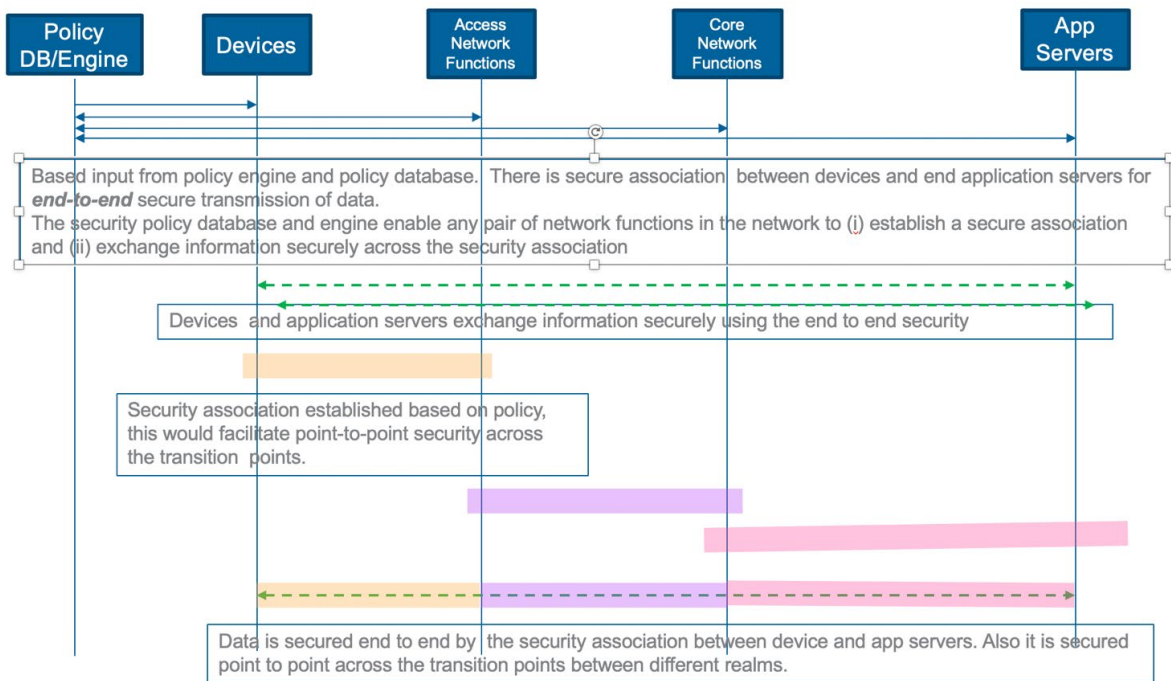 Policy
DB/Engine
Devices
Access
Network
Functions
Core
Network
Functions
App
Servers
Based input from policy engine and policy database. There is secure association between devices and end application servers for
end-to-end secure transmission of data.
The security policy database and engine enable any pair of network functions in the network to (i) establish a secure association
and (ii) exchange information securely across the security association
Devices and application servers exchange information securely using the end to end security
Security association established based on policy,
this would facilitate point-to-point security across
the transition points.
Data is secured end to end by the security association between device and app servers. Also it is secured
point to point across the transition points between different realms.